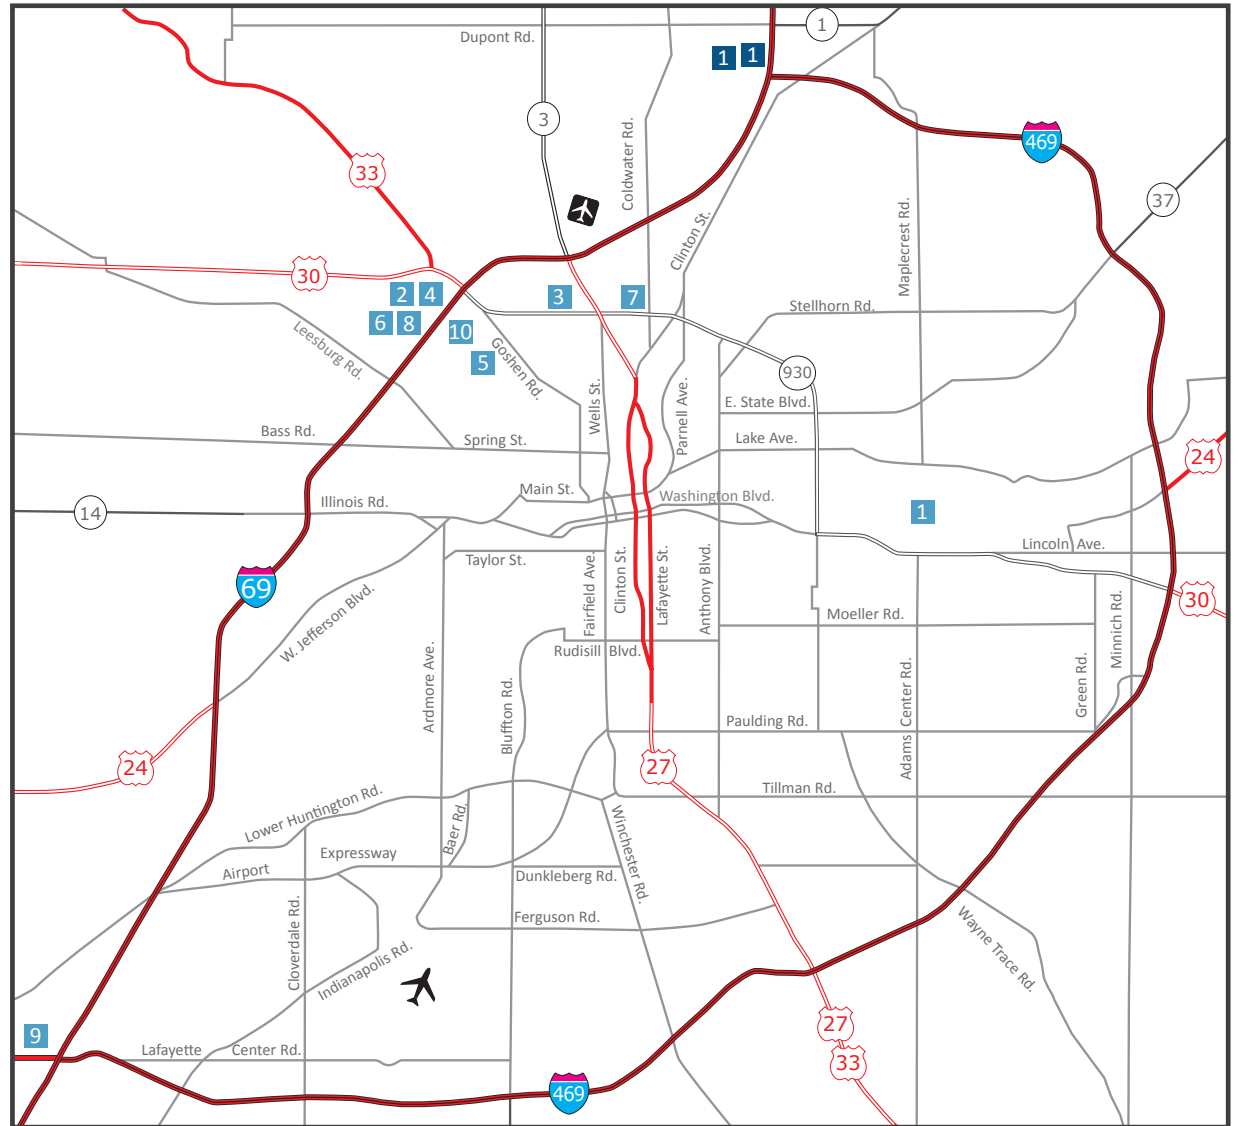 1
Dupont Rd.
1
1
3
469
Coldwater Rd.
33
37
Clinton St.
Maplecrest Rd.
30
2
4
3
7
Stellhorn Rd.
6
8
10
Leesburg Rd.
5
Goshen Rd.
930
Wells St.
Parnell Ave.
E. State Blvd.
Bass Rd.
Spring St.
Lake Ave.
24
Main St.
Washington Blvd.
14
Illinois Rd.
1
Lincoln Ave.
Taylor St.
69
Fairfield Ave.
Clinton St.
Lafayette St.
Anthony Blvd.
30
W. Jefferson Blvd.
Moeller Rd.
Minnich Rd.
Rudisill Blvd.
Ardmore Ave.
Bluffton Rd.
Adams Center Rd.
Green Rd.
Paulding Rd.
24
27
Tillman Rd.
Lower Huntington Rd.
Baer Rd.
Winchester Rd.
Expressway
Airport
Dunkleberg Rd.
Ferguson Rd.
Cloverdale Rd.
Wayne Trace Rd.
Indianapolis Rd.
9
27
Lafayette Center Rd.
33
469